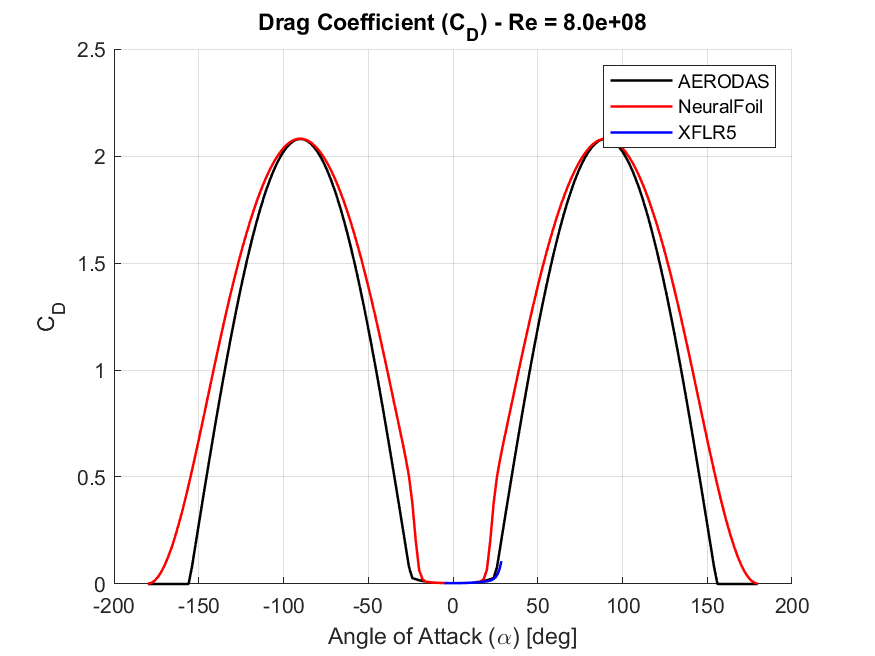 Drag Coefficient (C_D) - Re = 8.0e+08
AERODAS
NeuralFoil
XFLR5
2.5
2
1.5
1
0.5
0
C_D
-200 -150 -100 -50 0 50 100 150 200
Angle of Attack (α) [deg]